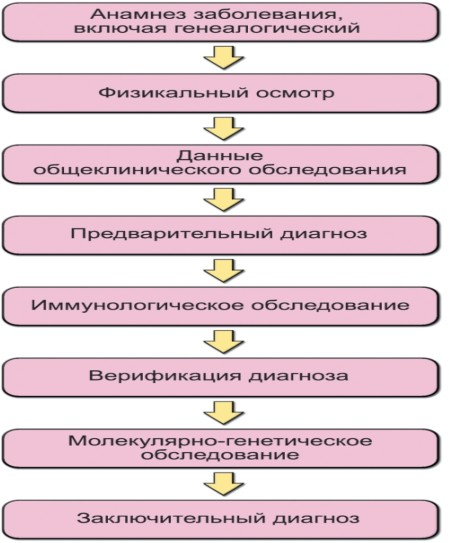 Анамнез заболевания,
включая генеалогический
Физикальный осмотр
Данные
общеклинического обследования
Предварительный диагноз
Иммунологическое обследование
Верификация диагноза
Молекулярно-генетическое
обследование
Заключительный диагноз